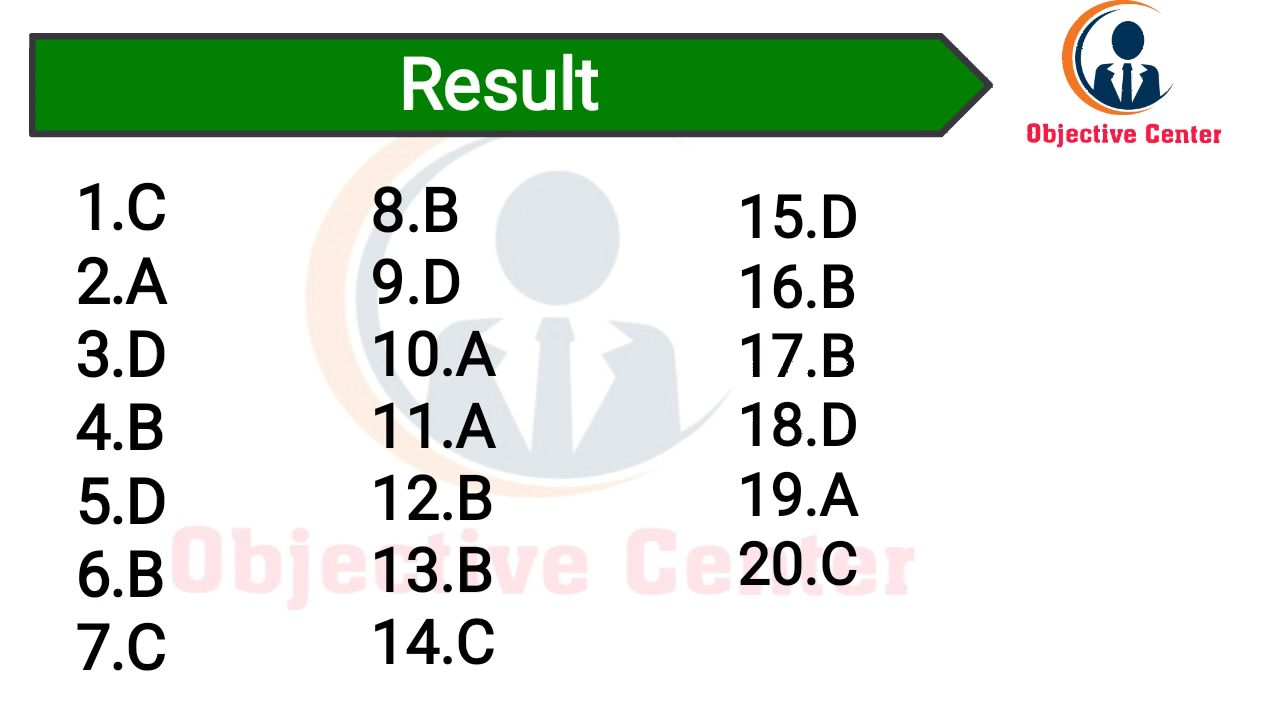 Result
Objective Center
1.C
2.A
3.D
4.B
5.D
6.B
7.C
8.B
9.D
10.A
11.A
12.B
13.B
14.C
15.D
16.B
17.B
18.D
19.A
20.C
Objective Center